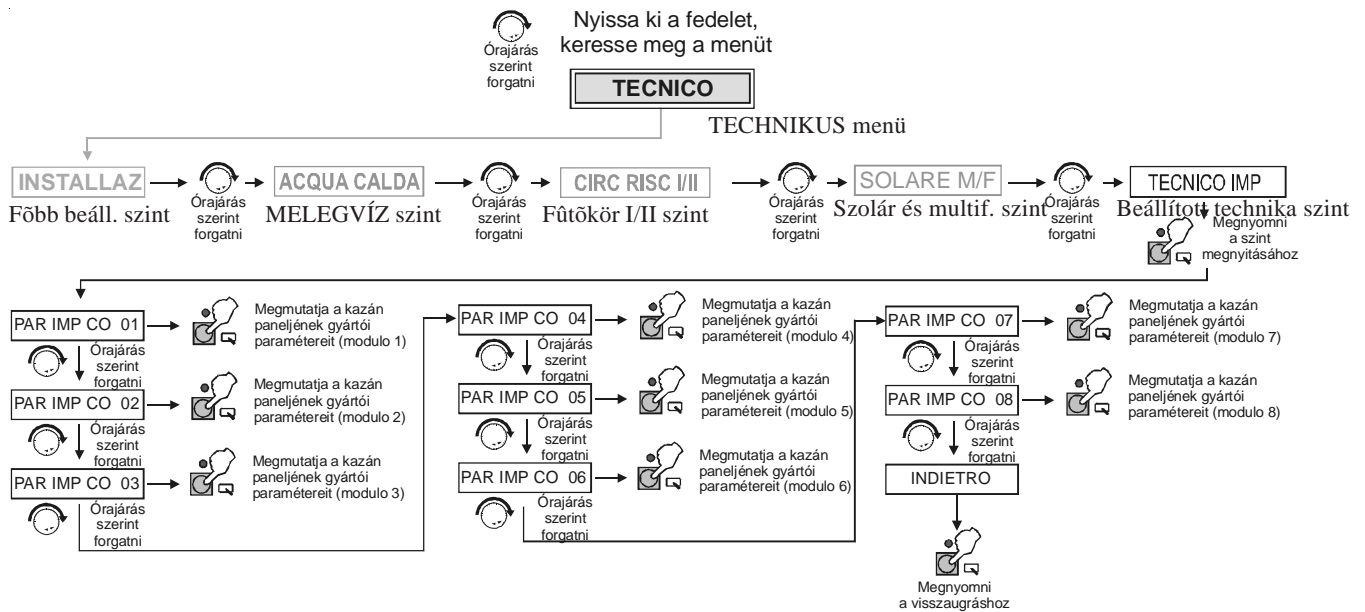 Nyissa ki a fedelet,
keresse meg a menüt
Órajárás
szerint
forgatni
TECNICO
TECHNIKUS menü
INSTALLAZ
Fõbb beáll. szint
Órajárás
szerint
forgatni
ACQUA CALDA
MELEGVÍZ szint
Órajárás
szerint
forgatni
CIRC RISC I/II
Fûtõkör I/II szint
Órajárás
szerint
forgatni
SOLARE M/F
Szolár és multif. szint
Órajárás
szerint
forgatni
TECNICO IMP
Beállított technika szint
Megnyomni
a szint
megnyitásához
PAR IMP CO 01
Megmutatja a kazán
paneljének gyártói
paramétereit (modulo 1)
Órajárás
szerint
forgatni
PAR IMP CO 02
Megmutatja a kazán
paneljének gyártói
paramétereit (modulo 2)
Órajárás
szerint
forgatni
PAR IMP CO 03
Megmutatja a kazán
paneljének gyártói
paramétereit (modulo 3)
Órajárás
szerint
forgatni
PAR IMP CO 04
Megmutatja a kazán
paneljének gyártói
paramétereit (modulo 4)
Órajárás
szerint
forgatni
PAR IMP CO 05
Megmutatja a kazán
paneljének gyártói
paramétereit (modulo 5)
Órajárás
szerint
forgatni
PAR IMP CO 06
Megmutatja a kazán
paneljének gyártói
paramétereit (modulo 6)
Órajárás
szerint
forgatni
PAR IMP CO 07
Megmutatja a kazán
paneljének gyártói
paramétereit (modulo 7)
Órajárás
szerint
forgatni
PAR IMP CO 08
Megmutatja a kazán
paneljének gyártói
paramétereit (modulo 8)
Órajárás
szerint
forgatni
INDIETRO
Megnyomni
a visszaugráshoz